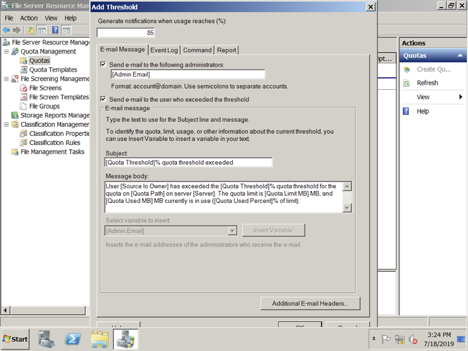 File Server Resource Man
Add Threshold
File Action View Help
Generate notifications when usage reaches (%):
85
E-mail Message Event Log Command Report
Send e-mail to the following administrators:
[Admin Email]
Format: account@domain. Use semicolons to separate accounts.
Send e-mail to the user who exceeded the threshold
E-mail message
Type the text to use for the Subject line and message.
To identify the quota, limit, usage, or other information about the current threshold, you
can use Insert Variable to insert a variable in your text.
Subject:
[Quota Threshold]% quota threshold exceeded
Message body:
User [Source Io Owner] has exceeded the [Quota Threshold]% quota threshold for the
quota on [Quota Path] on server [Server]. The quota limit is [Quota Limit MB] MB, and
[Quota Used MB] MB currently is in use ([Quota Used Percent]% of limit).
Select variable to insert:
[Admin Email]
Insert Variable
Inserts the e-mail addresses of the administrators who receive the e-mail.
Additional E-mail Headers...
File Server Resource Manag
Quota Management
Quotas
Quota Templates
File Screening Manageme
File Screens
File Screen Templates
File Groups
Storage Reports Manage
Classification Managemer
Classification Properti
Classification Rules
File Management Tasks
Actions
Quotas
Create Qu...
Refresh
View
Help
Start
3:24 PM
7/18/2019